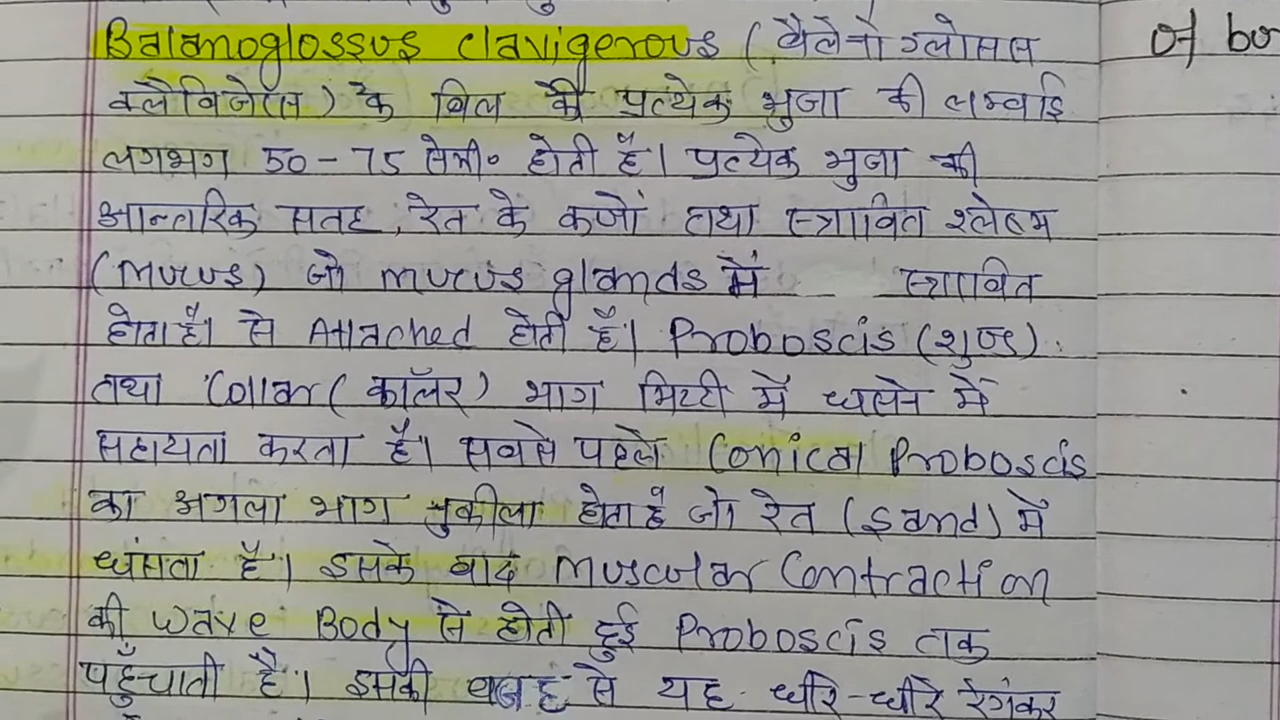 Balanoglossus clavigerous (बैलेनोग्लोसस
क्लैविजेरस) के बिल की प्रत्येक भुजा की लम्बाई
लगभग 50-75 सेमी० होती है। प्रत्येक भुजा की
आन्तरिक सतह, रेत के कणों तथा स्त्रावित श्लेष्म
(mucus) जो mucus glands में स्त्रावित
होता है। से Attached होती है। Proboscis (शुण्ड)
तथा Collar (कॉलर) भाग मिटटी में धसने में
सहायता करता है। सबसे पहले Conical Proboscis
का अगला भाग नुकीला होता है जो रेत (sand) में
धंसता है। इसके बाद muscular Contraction
की wave Body से होती हुई Proboscis तक
पहुँचाती है। इसकी वजह से यह धीरे-धीरे रेगंकर
of bo